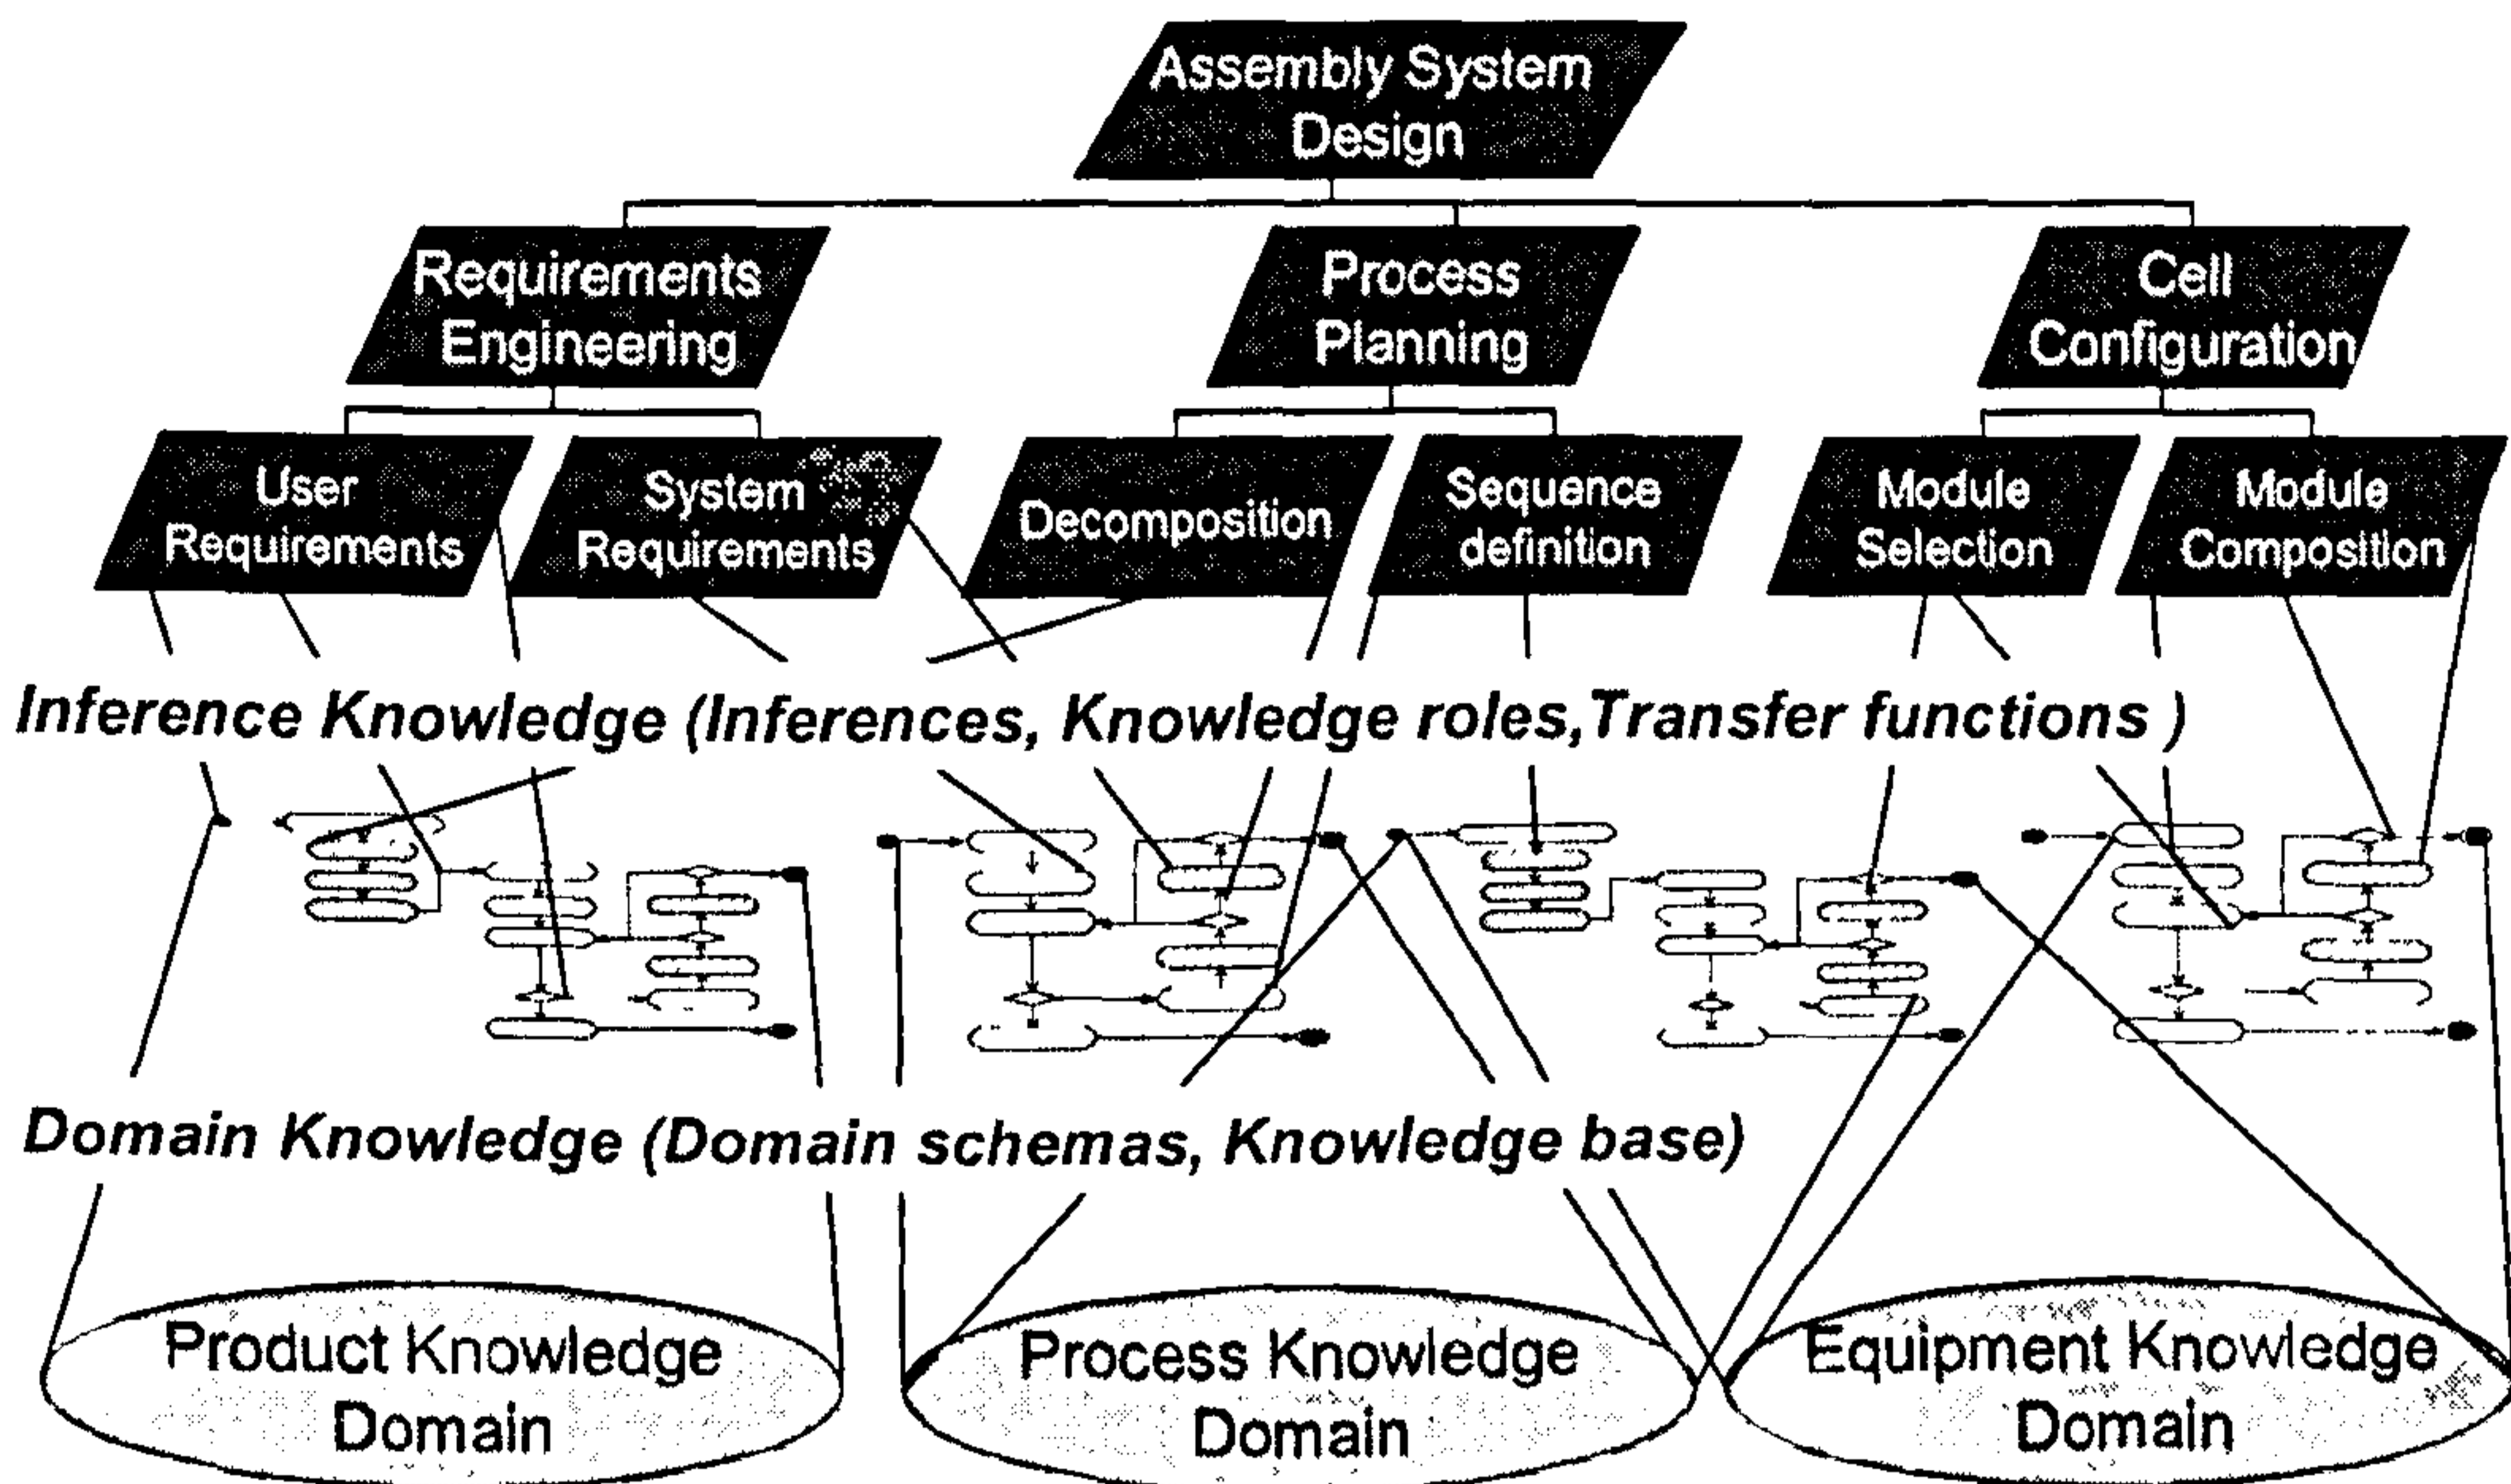 Assembly System
Design
Requirements
Engineering
Process
Planning
Cell
Configuration
User
Requirements
System
Requirements
Decomposition
Sequence
definition
Module
Selection
Module
Composition
Inference Knowledge (Inferences, Knowledge roles,Transfer functions )
Domain Knowledge (Domain schemas, Knowledge base)
Product Knowledge
Domain
Process Knowledge
Domain
Equipment Knowledge
Domain